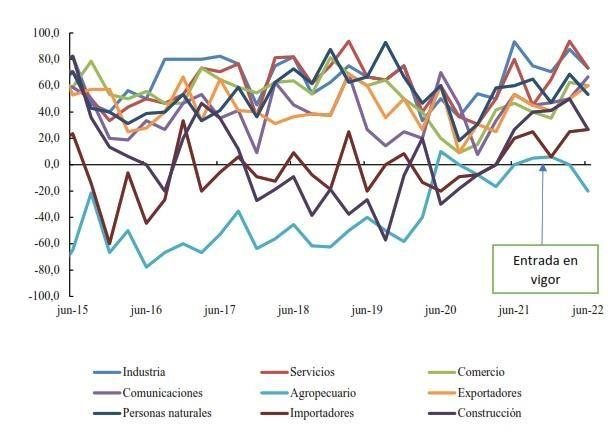 100,0
80,0
60,0
40,0
20,0
0,0
-20,0
-40,0
-60,0
-80,0
-100,0
jun-15 jun-16 jun-17 jun-18 jun-19 jun-20 jun-21 jun-22
Entrada en
vigor
Industria Servicios Comercio
Comunicaciones Agropecuario Exportadores
Personas naturales Importadores Construcción